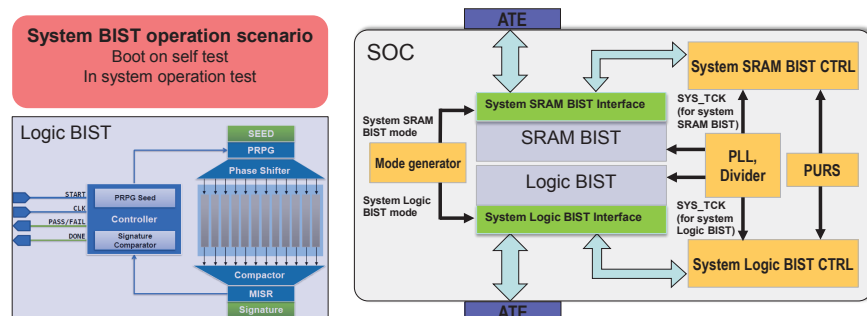 System BIST operation scenario
Boot on self test
In system operation test
Logic BIST
SEED
PRPG
Phase Shifter
START
CLK
PASS/FAIL
DONE
PRPG Seed
Controller
Signature
Comparator
Compactor
MISR
Signature
ATE
SOC
System SRAM BIST CTRL
System SRAM BIST Interface
SYS_TCK
(for system
SRAM BIST)
System SRAM
BIST mode
SRAM BIST
Mode generator
PLL,
Divider
PURS
Logic BIST
System Logic
BIST mode
System Logic BIST Interface
SYS_TCK
(for system
Logic BIST)
System Logic BIST CTRL
ATE